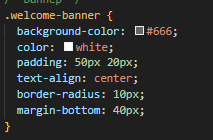 .welcome-banner {
background-color: #666;
color: white;
padding: 50px 20px;
text-align: center;
border-radius: 10px;
margin-bottom: 40px;
}